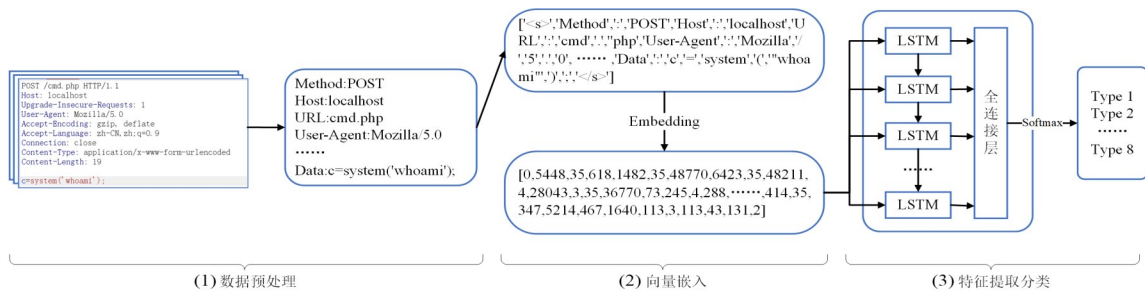 POST /cmd.php HTTP/1.1
Host: localhost
Upgrade-Insecure-Requests: 1
User-Agent: Mozilla/5.0
Accept-Encoding: gzip, deflate
Accept-Language: zh-CN,zh;q=0.9
Connection: close
Content-Type: application/x-www-form-urlencoded
Content-Length: 19
c=system('whoami');
Method:POST
Host:localhost
URL:cmd.php
User-Agent:Mozilla/5.0
……
Data:c=system('whoami');
(1) 数据预处理
['<s>','Method',':','POST','Host',':','localhost','U
RL',':','cmd','.',"php','User-Agent',':','Mozilla','/
','5','.','0', ……,'Data',':','c','=','system','(','"whoa
mi"',')',';','</s>']
Embedding
[0,5448,35,618,1482,35,48770,6423,35,48211,
4,28043,3,35,36770,73,245,4,288,……,414,35,
347,5214,467,1640,113,3,113,43,131,2]
(2) 向量嵌入
LSTM
LSTM
LSTM
……
LSTM
全连接层
Softmax
Type 1
Type 2
……
Type 8
(3) 特征提取分类